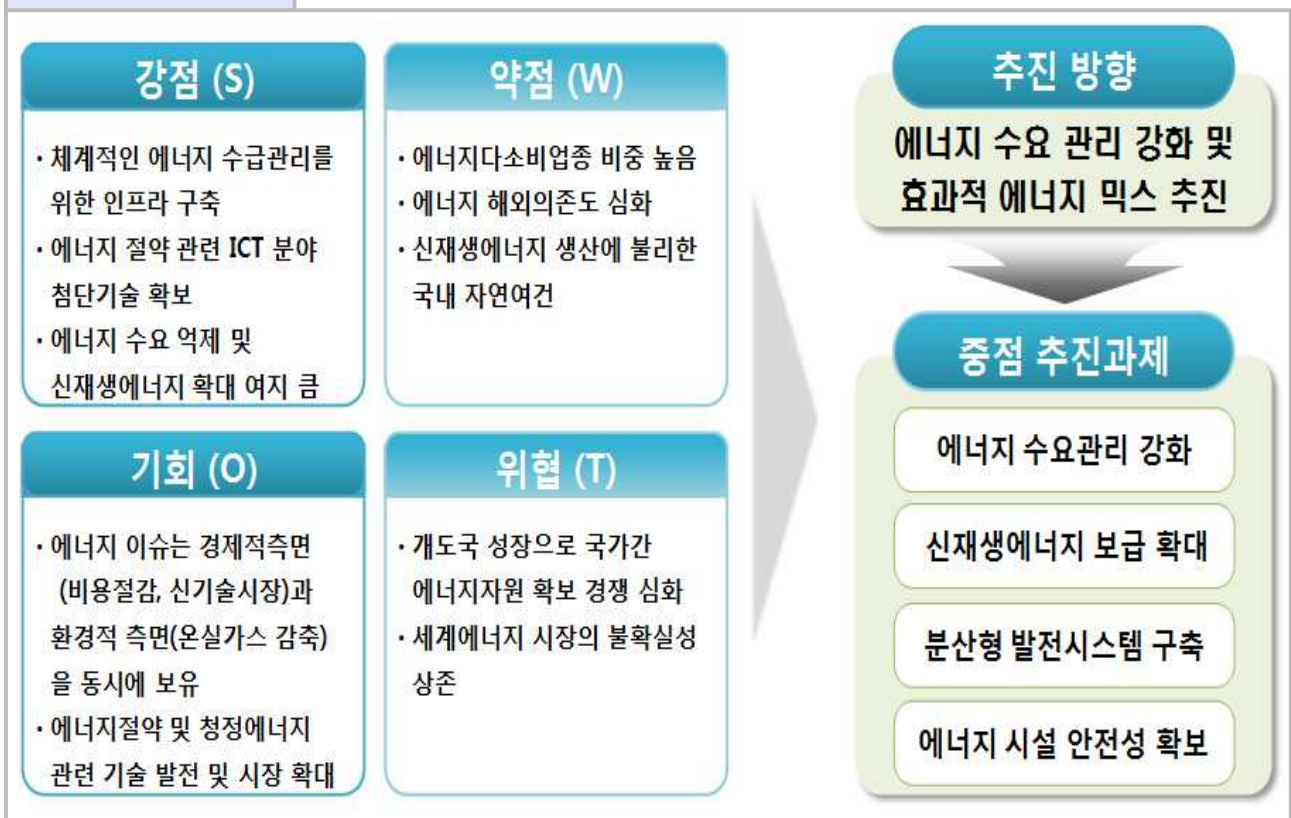 강점 (S)
· 체계적인 에너지 수급관리를
위한 인프라 구축
· 에너지 절약 관련 ICT 분야
첨단기술 확보
· 에너지 수요 억제 및
신재생에너지 확대 여지 큼
약점 (W)
· 에너지다소비업종 비중 높음
· 에너지 해외의존도 심화
· 신재생에너지 생산에 불리한
국내 자연여건
기회 (O)
· 에너지 이슈는 경제적측면
(비용절감, 신기술시장)과
환경적 측면(온실가스 감축)
을 동시에 보유
· 에너지절약 및 청정에너지
관련 기술 발전 및 시장 확대
위협 (T)
· 개도국 성장으로 국가간
에너지자원 확보 경쟁 심화
· 세계에너지 시장의 불확실성
상존
추진 방향
에너지 수요 관리 강화 및
효과적 에너지 믹스 추진
중점 추진과제
에너지 수요관리 강화
신재생에너지 보급 확대
분산형 발전시스템 구축
에너지 시설 안전성 확보